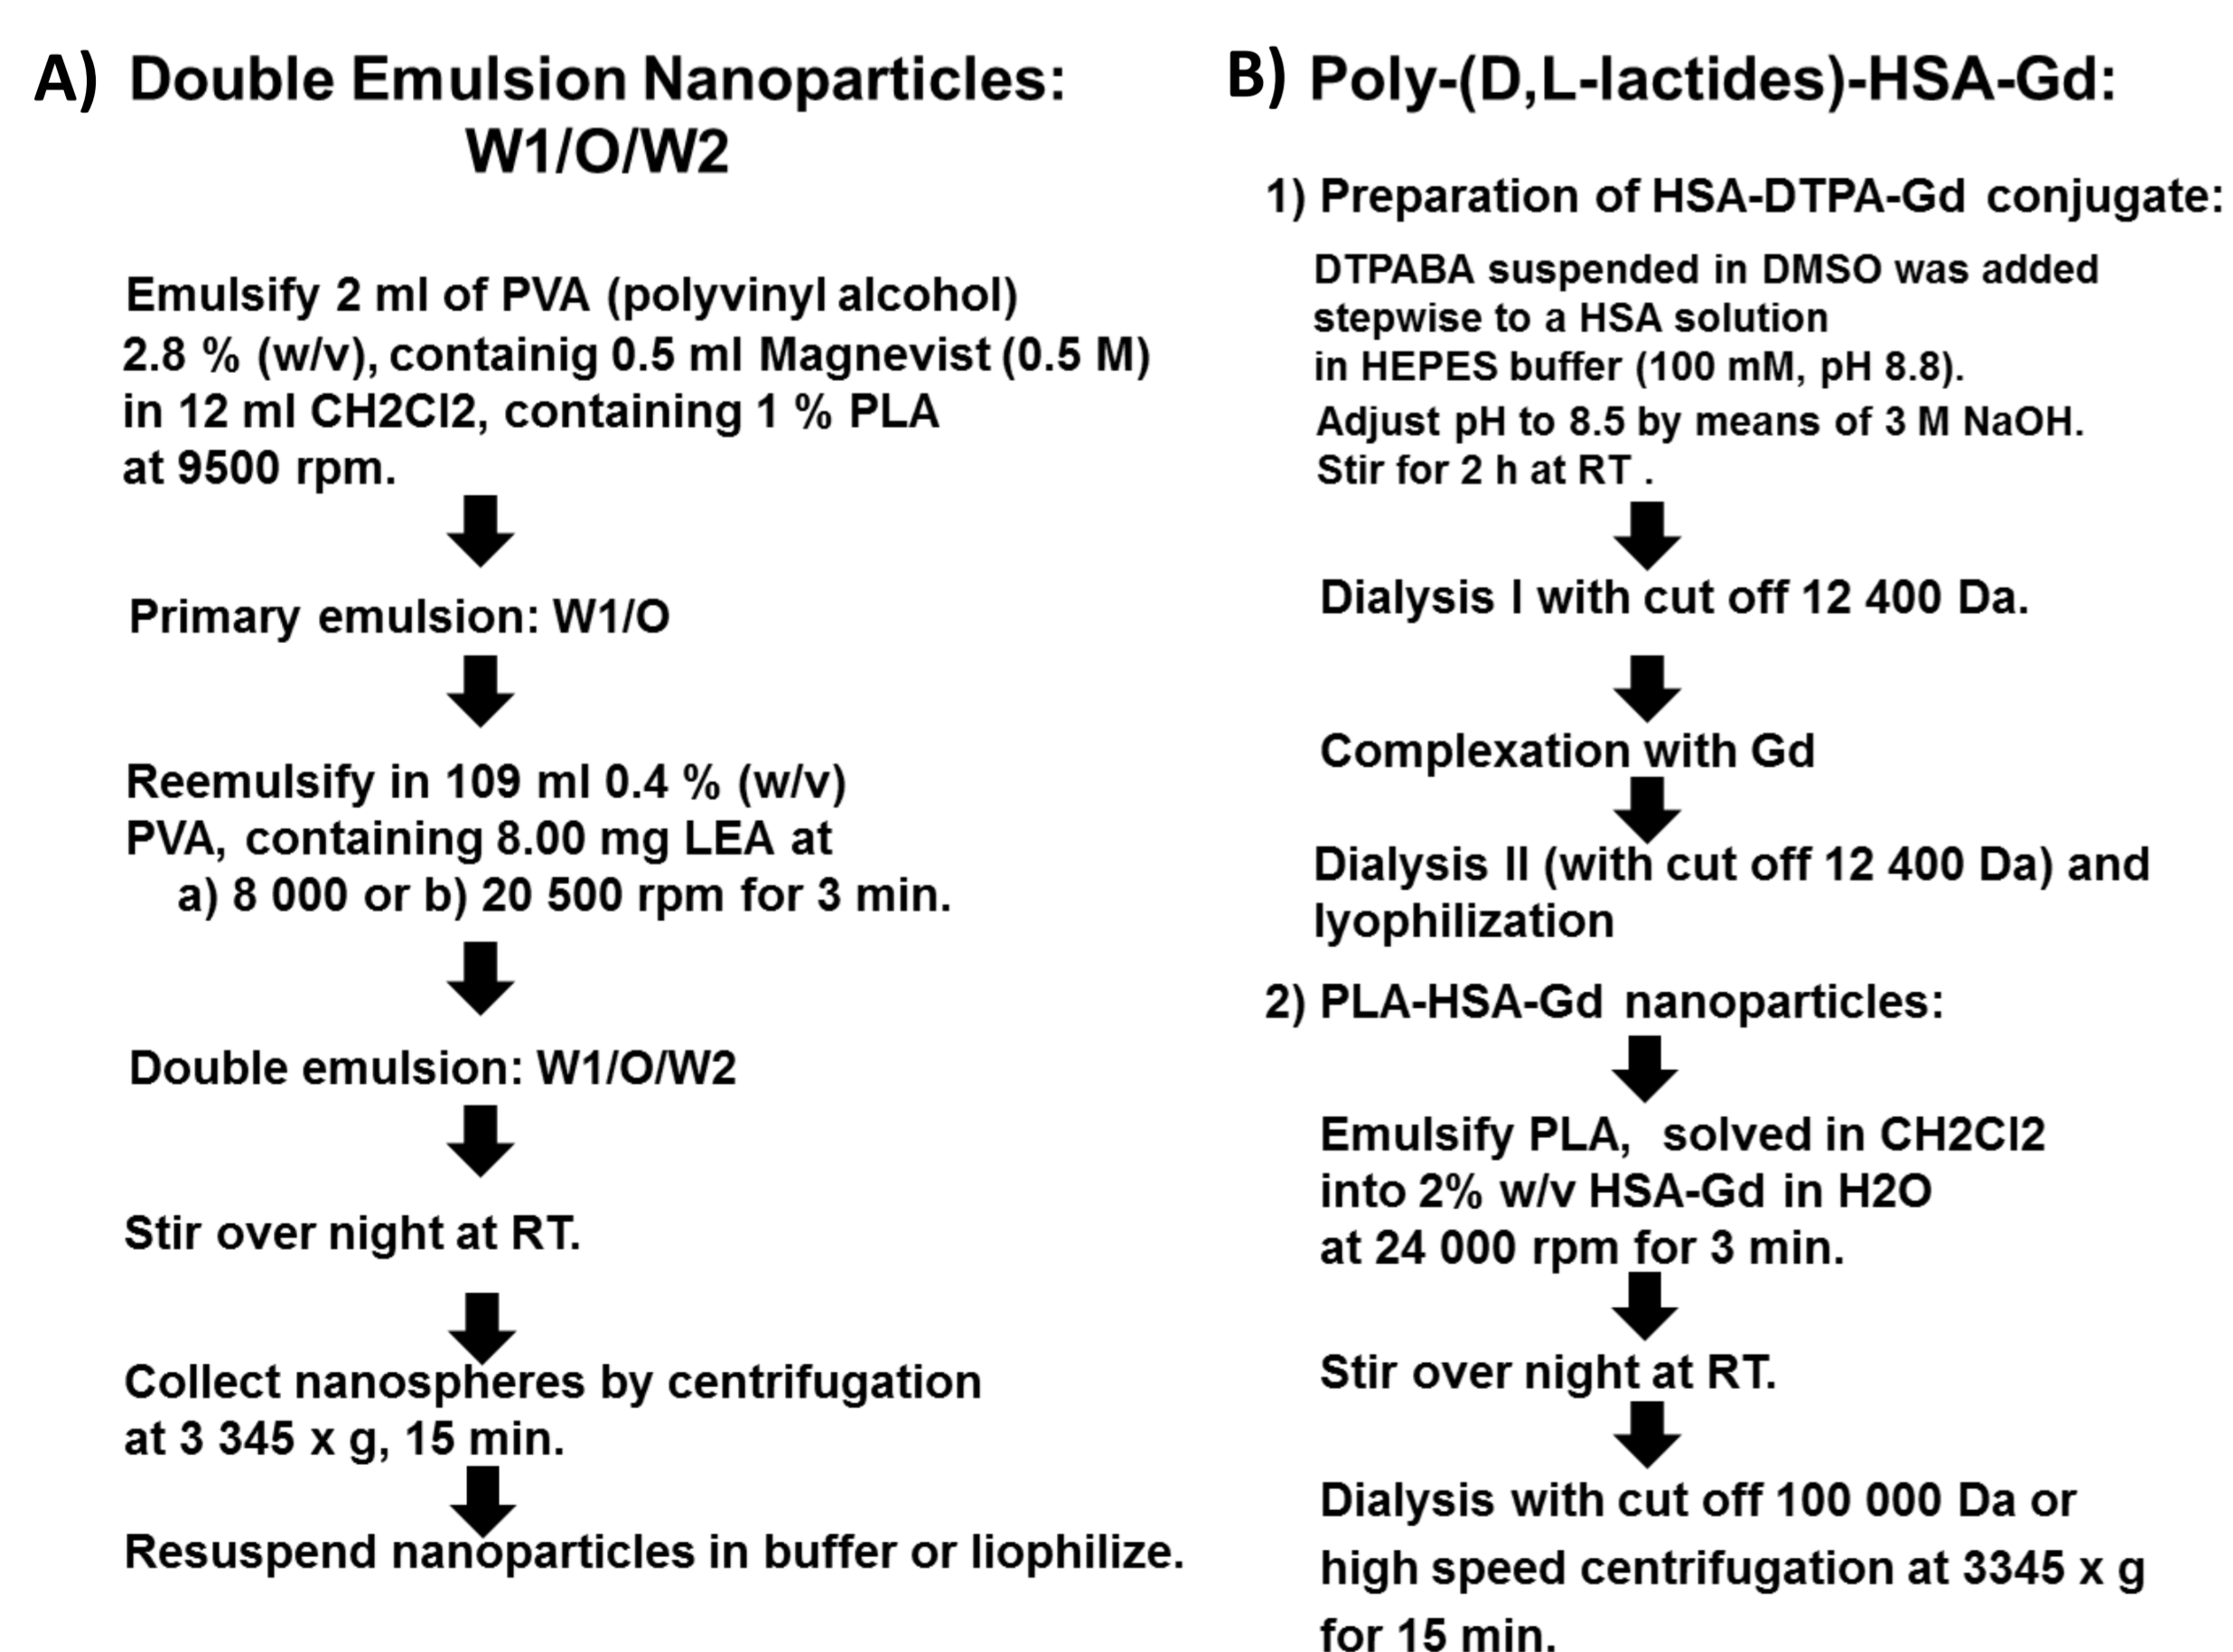 A) Double Emulsion Nanoparticles:
W1/O/W2
Emulsify 2 ml of PVA (polyvinyl alcohol)
2.8 % (w/v), containig 0.5 ml Magnevist (0.5 M)
in 12 ml CH2Cl2, containing 1 % PLA
at 9500 rpm.
Primary emulsion: W1/O
Reemulsify in 109 ml 0.4 % (w/v)
PVA, containing 8.00 mg LEA at
a) 8 000 or b) 20 500 rpm for 3 min.
Double emulsion: W1/O/W2
Stir over night at RT.
Collect nanospheres by centrifugation
at 3 345 x g, 15 min.
Resuspend nanoparticles in buffer or liophilize.
B) Poly-(D,L-lactides)-HSA-Gd:
1) Preparation of HSA-DTPA-Gd conjugate:
DTPABA suspended in DMSO was added
stepwise to a HSA solution
in HEPES buffer (100 mM, pH 8.8).
Adjust pH to 8.5 by means of 3 M NaOH.
Stir for 2 h at RT .
Dialysis I with cut off 12 400 Da.
Complexation with Gd
Dialysis II (with cut off 12 400 Da) and
lyophilization
2) PLA-HSA-Gd nanoparticles:
Emulsify PLA, solved in CH2Cl2
into 2% w/v HSA-Gd in H2O
at 24 000 rpm for 3 min.
Stir over night at RT.
Dialysis with cut off 100 000 Da or
high speed centrifugation at 3345 x g
for 15 min.